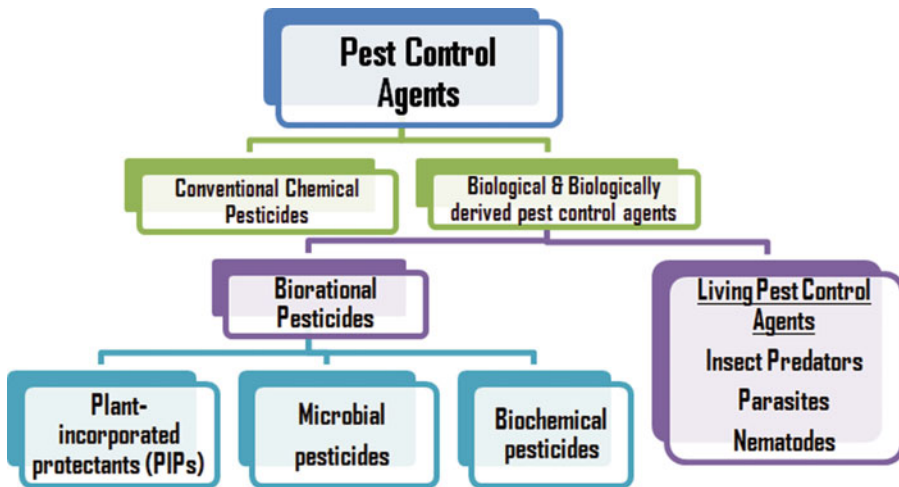 Pest Control
Agents
Conventional Chemical
Pesticides
Biological & Biologically
derived pest control agents
Biorational
Pesticides
Living Pest Control
Agents
Insect Predators
Parasites
Nematodes
Plant-
incorporated
protectants (PIPs)
Microbial
pesticides
Biochemical
pesticides